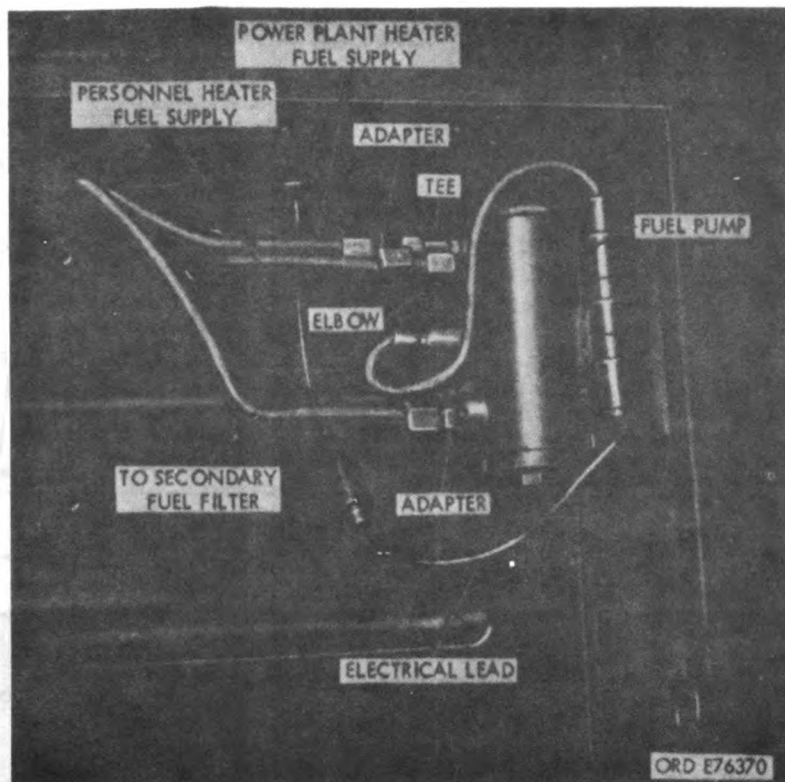 POWER PLANT HEATER
FUEL SUPPLY
PERSONNEL HEATER
FUEL SUPPLY
ADAPTER
TEE
FUEL PUMP
ELBOW
TO SECONDARY
FUEL FILTER
ADAPTER
ELECTRICAL LEAD
ORD E76370